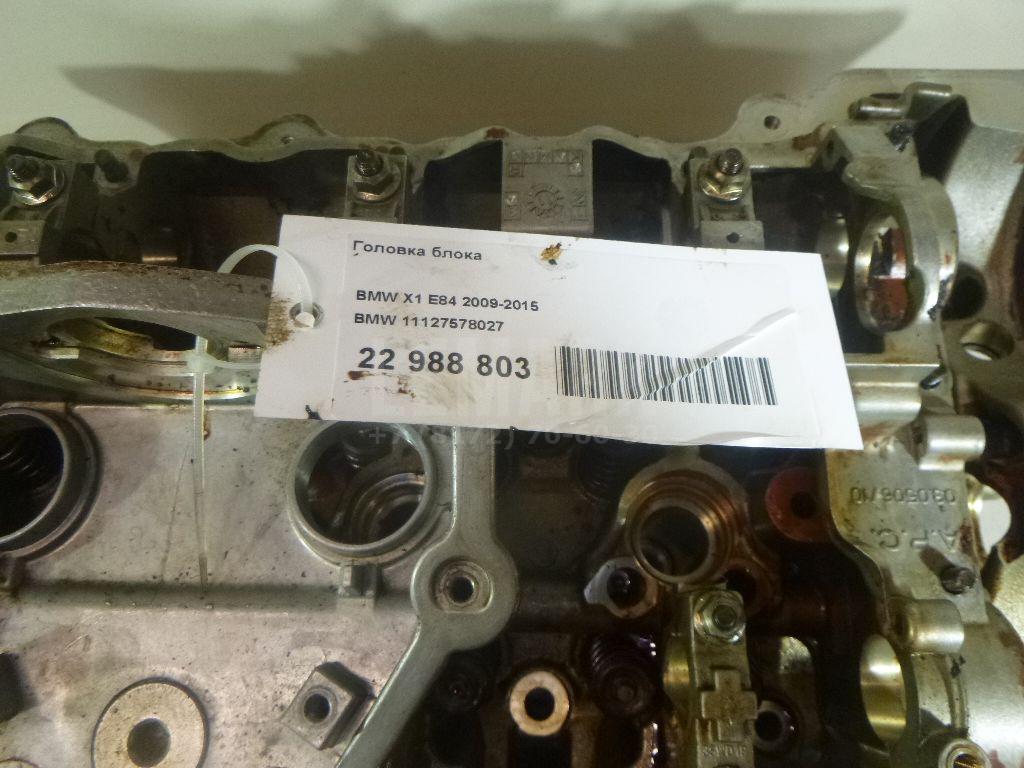 Головка блока
BMW X1 E84 2009-2015
BMW 11127578027
22 988 803
A.P.C.